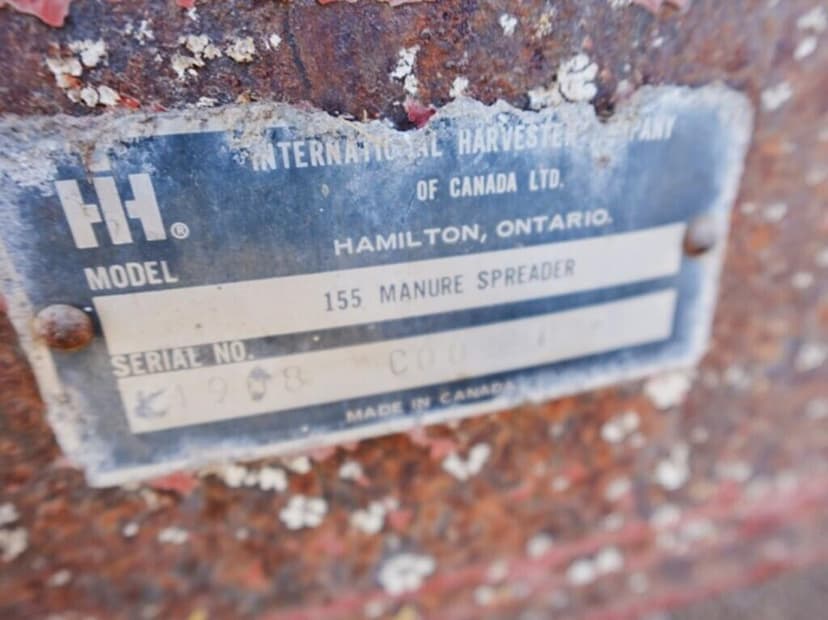 INTERNATIONAL HARVESTER COMPANY
OF CANADA LTD.
IH®
HAMILTON, ONTARIO.
MODEL
155 MANURE SPREADER
SERIAL NO.
MADE IN CANADA